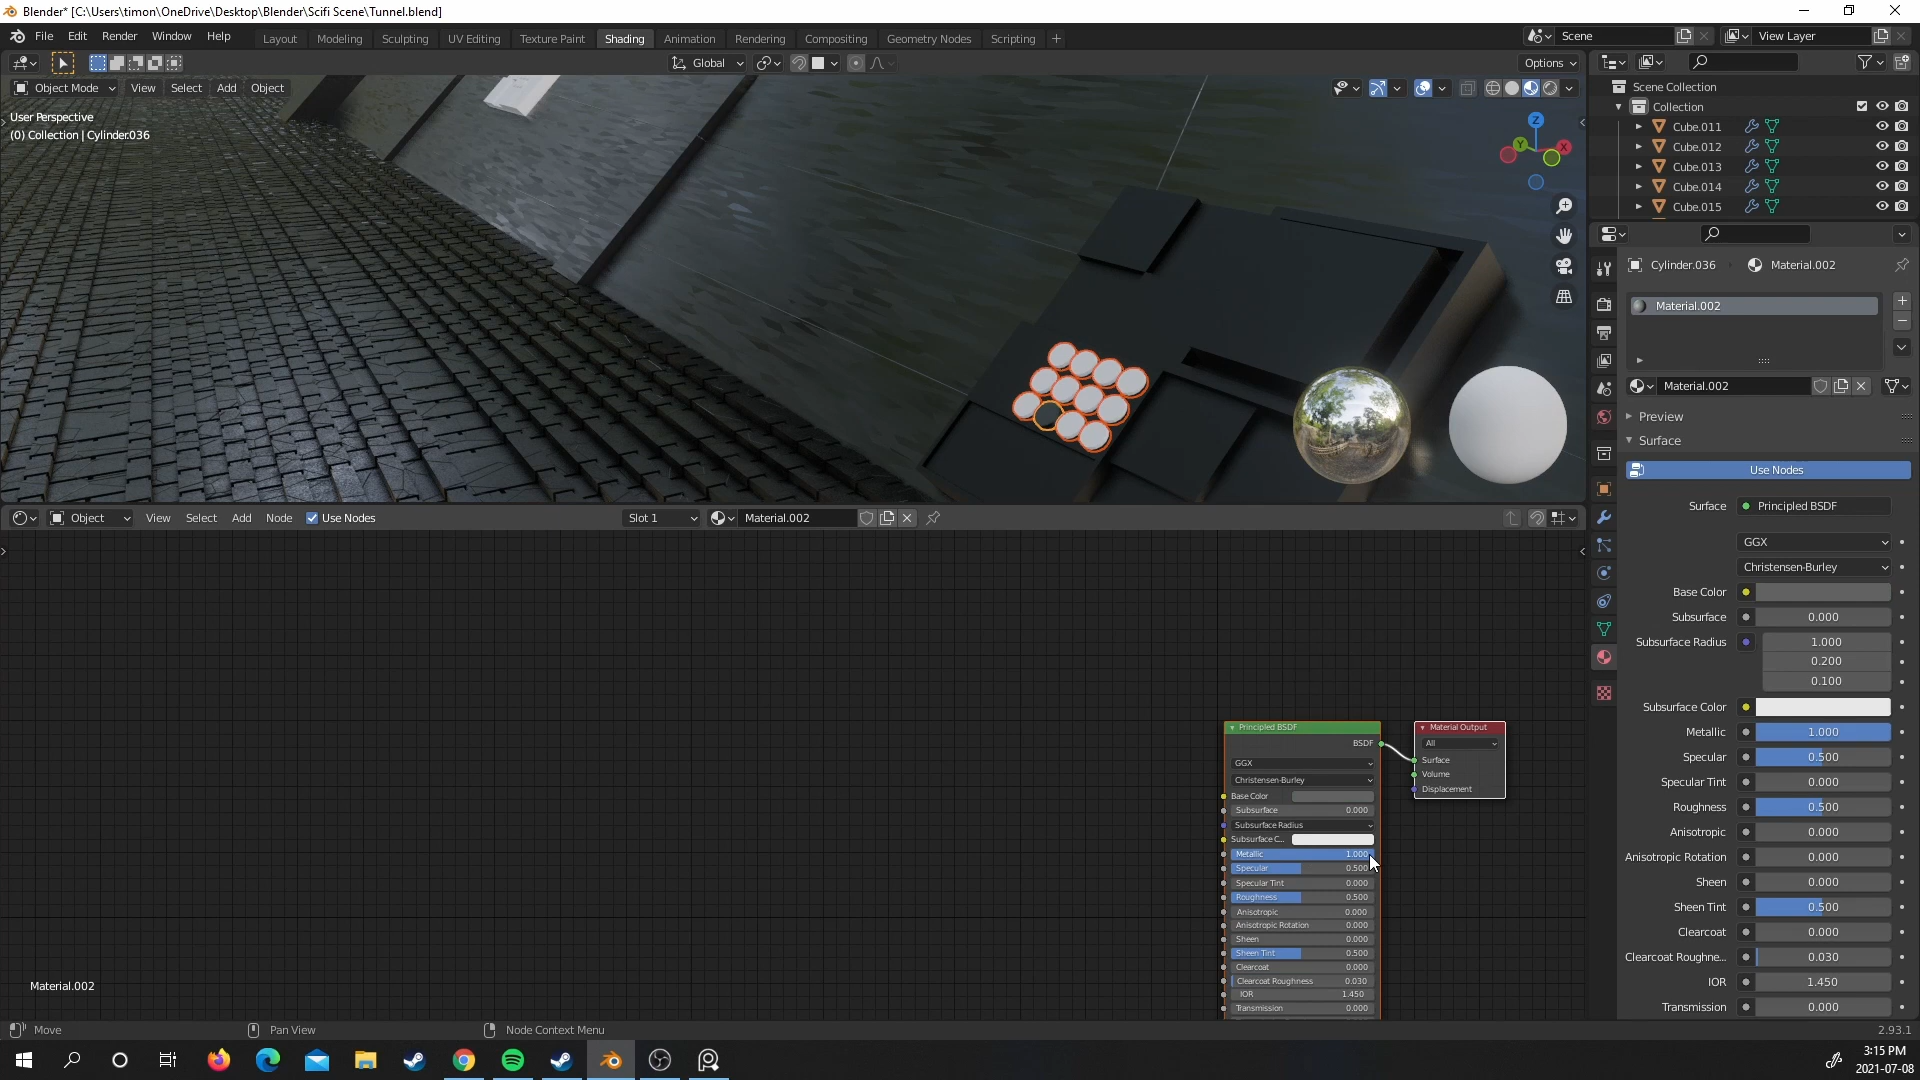 Blender* [C:\Users\timon\OneDrive\Desktop\Blender\Scifi Scene\Tunnel.blend]
File Edit Render Window Help Layout Modeling Sculpting UV Editing Texture Paint Shading Animation Rendering Compositing Geometry Nodes Scripting Scene View Layer
Global Options
Object Mode View Select Add Object
User Perspective
(0) Collection | Cylinder.036
Z
Y
X
Scene Collection
Collection
Cube.011
Cube.012
Cube.013
Cube.014
Cube.015
Cylinder.036 Material.002
Material.002
Material.002
Preview
Surface
Use Nodes
Surface Principled BSDF
GGX
Christensen-Burley
Base Color
Subsurface 0.000
Subsurface Radius 1.000
0.200
0.100
Subsurface Color
Metallic 1.000
Specular 0.500
Specular Tint 0.000
Roughness 0.500
Anisotropic 0.000
Anisotropic Rotation 0.000
Sheen 0.000
Sheen Tint 0.500
Clearcoat 0.000
Clearcoat Roughne... 0.030
IOR 1.450
Transmission 0.000
Object View Select Add Node Use Nodes Slot 1 Material.002
Principled BSDF
BSDF
GGX
Christensen-Burley
Base Color
Subsurface 0.000
Subsurface Radius
Subsurface C...
Metallic 1.000
Specular 0.500
Specular Tint 0.000
Roughness 0.500
Anisotropic 0.000
Anisotropic Rotation 0.000
Sheen 0.000
Sheen Tint 0.500
Clearcoat 0.000
Clearcoat Roughness 0.030
IOR 1.450
Transmission 0.000
Material Output
All
Surface
Volume
Displacement
Material.002
Move Pan View Node Context Menu 2.93.1
3:15 PM
2021-07-08